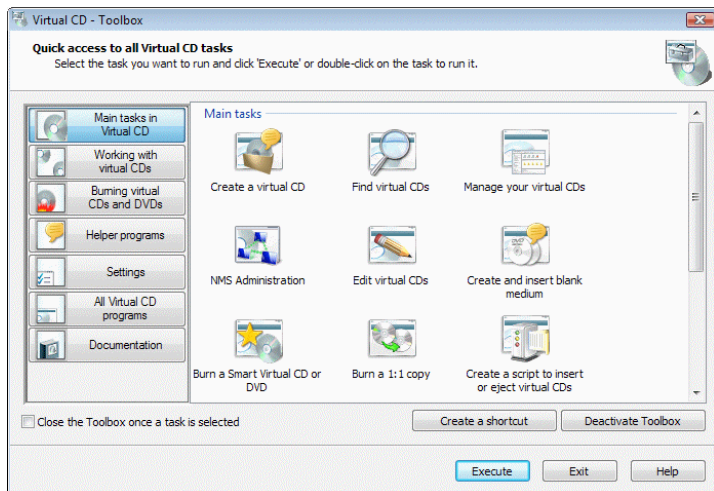 Virtual CD - Toolbox
Quick access to all Virtual CD tasks
Select the task you want to run and click 'Execute' or double-click on the task to run it.
Main tasks in
Virtual CD
Working with
virtual CDs
Burning virtual
CDs and DVDs
Helper programs
Settings
All Virtual CD
programs
Documentation
Main tasks
Create a virtual CD
Find virtual CDs
Manage your virtual CDs
NMS Administration
Edit virtual CDs
Create and insert blank
medium
Burn a Smart Virtual CD or
DVD
Burn a 1:1 copy
Create a script to insert
or eject virtual CDs
Close the Toolbox once a task is selected
Create a shortcut
Deactivate Toolbox
Execute
Exit
Help